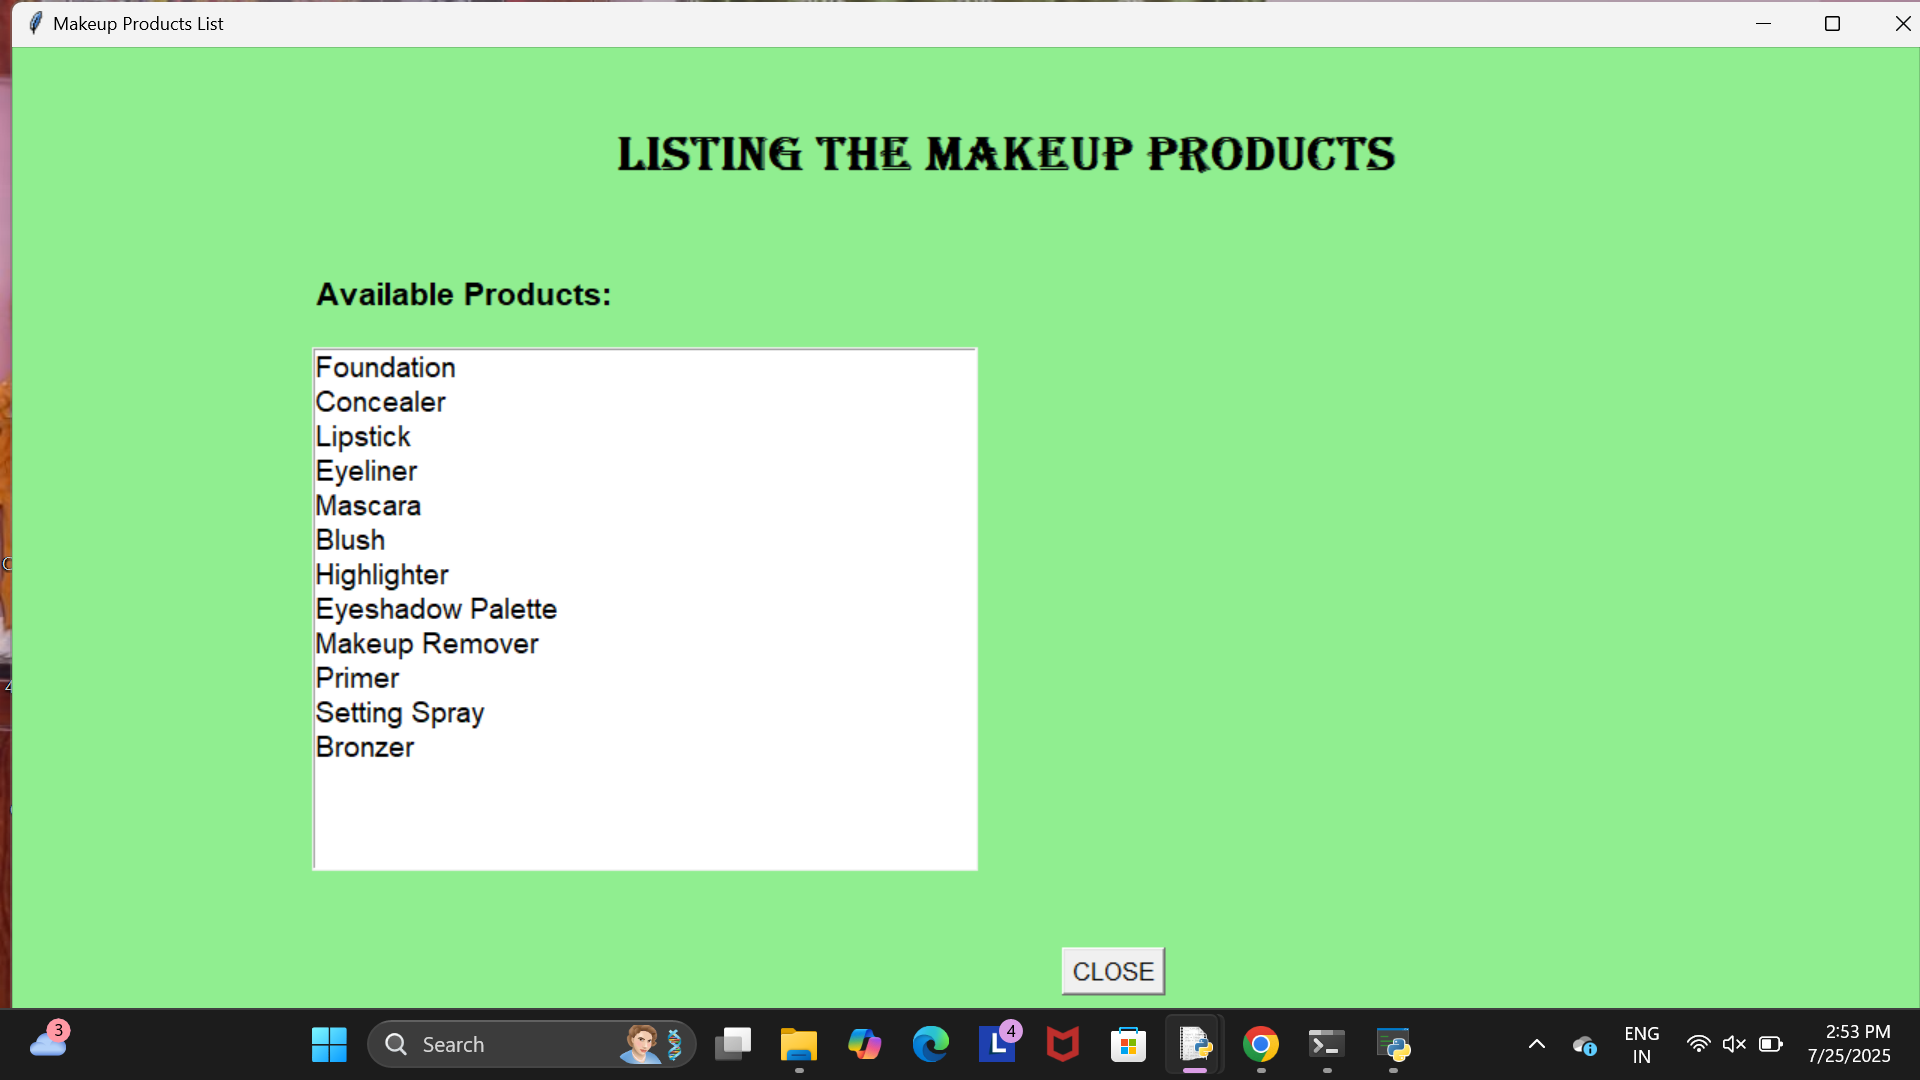 Makeup Products List
LISTING THE MAKEUP PRODUCTS
Available Products:
Foundation
Concealer
Lipstick
Eyeliner
Mascara
Blush
Highlighter
Eyeshadow Palette
Makeup Remover
Primer
Setting Spray
Bronzer
CLOSE
3
Search
L 4
ENG
IN
2:53 PM
7/25/2025